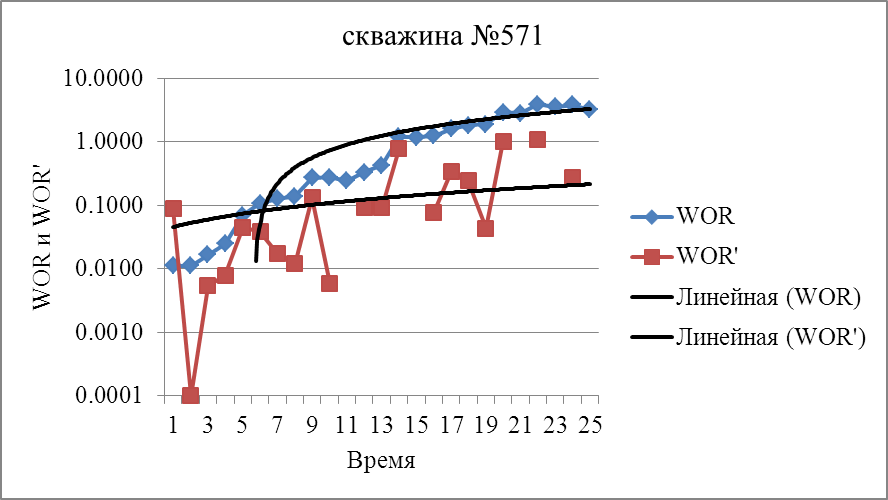 скважина №571
10.0000
1.0000
0.1000
0.0100
0.0010
0.0001
WOR и WOR'
1 3 5 7 9 11 13 15 17 19 21 23 25
Время
WOR
WOR'
Линейная (WOR)
Линейная (WOR')